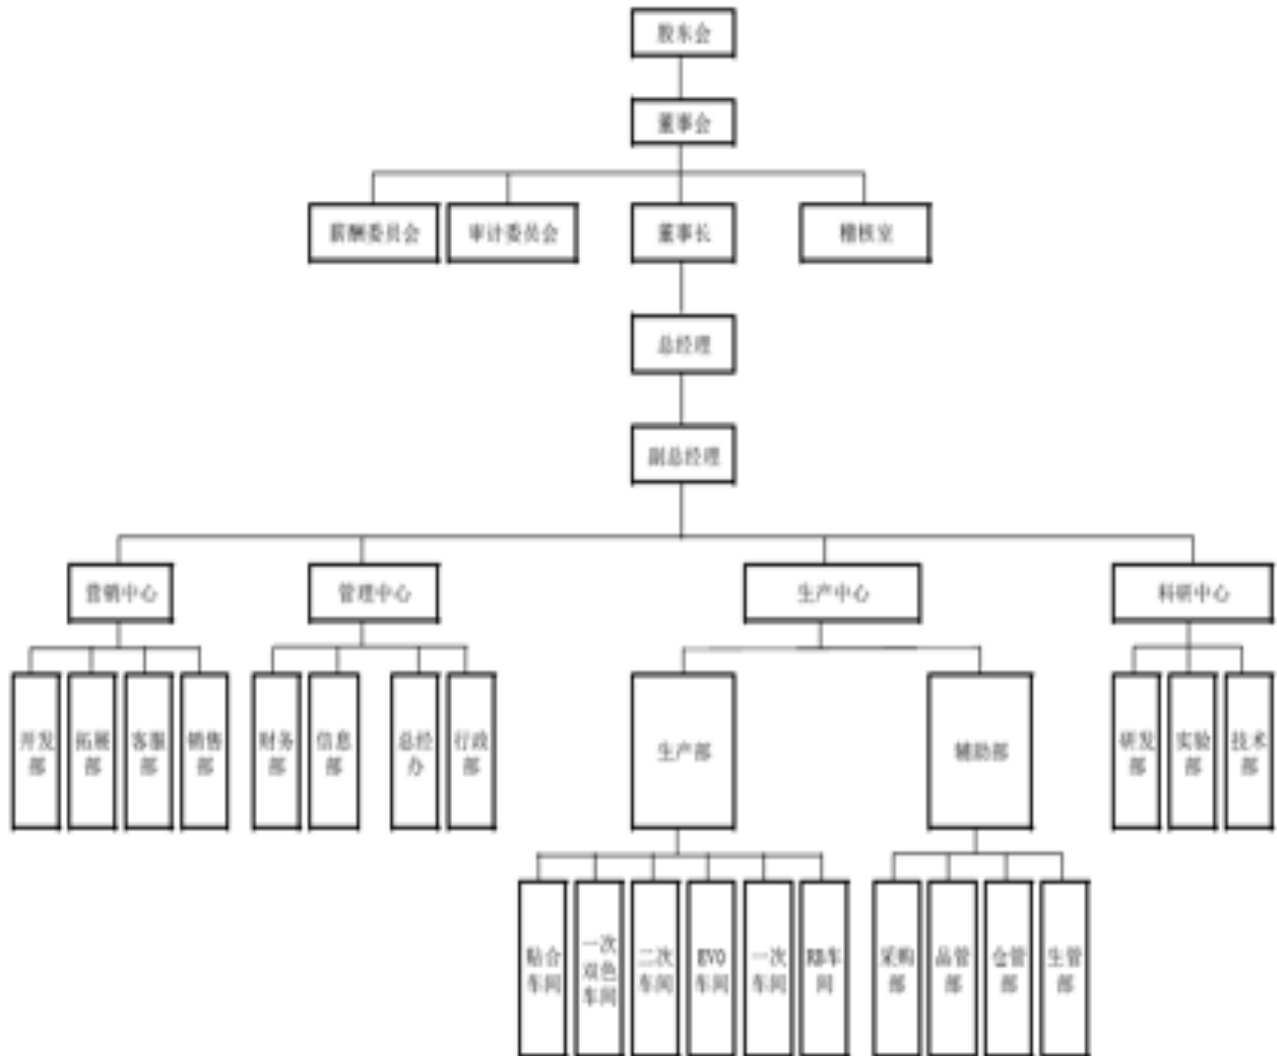 股东会
董事会
薪酬委员会
审计委员会
董事长
稽核室
总经理
副总经理
营销中心
管理中心
生产中心
科研中心
开发
部
拓展
部
客服
部
销售
部
财务
部
信息
部
总经
办
行政
部
生产部
辅助部
研发
部
实验
部
技术
部
贴合
车间
一次
双色
车间
二次
车间
EVO
车间
一次
车间
RB车
间
采购
部
品管
部
仓管
部
生管
部